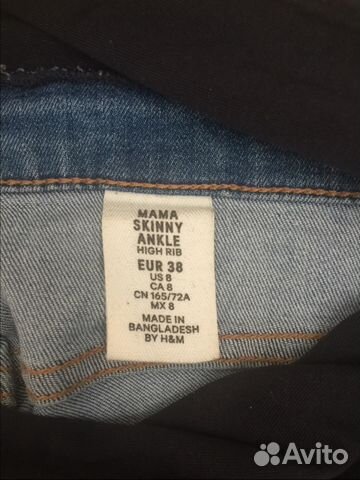 MAMA
SKINNY
ANKLE
HIGH RIB
EUR 38
US 8
CA 8
CN 165/72A
MX 8
MADE IN
BANGLADESH
BY H&M
Avito